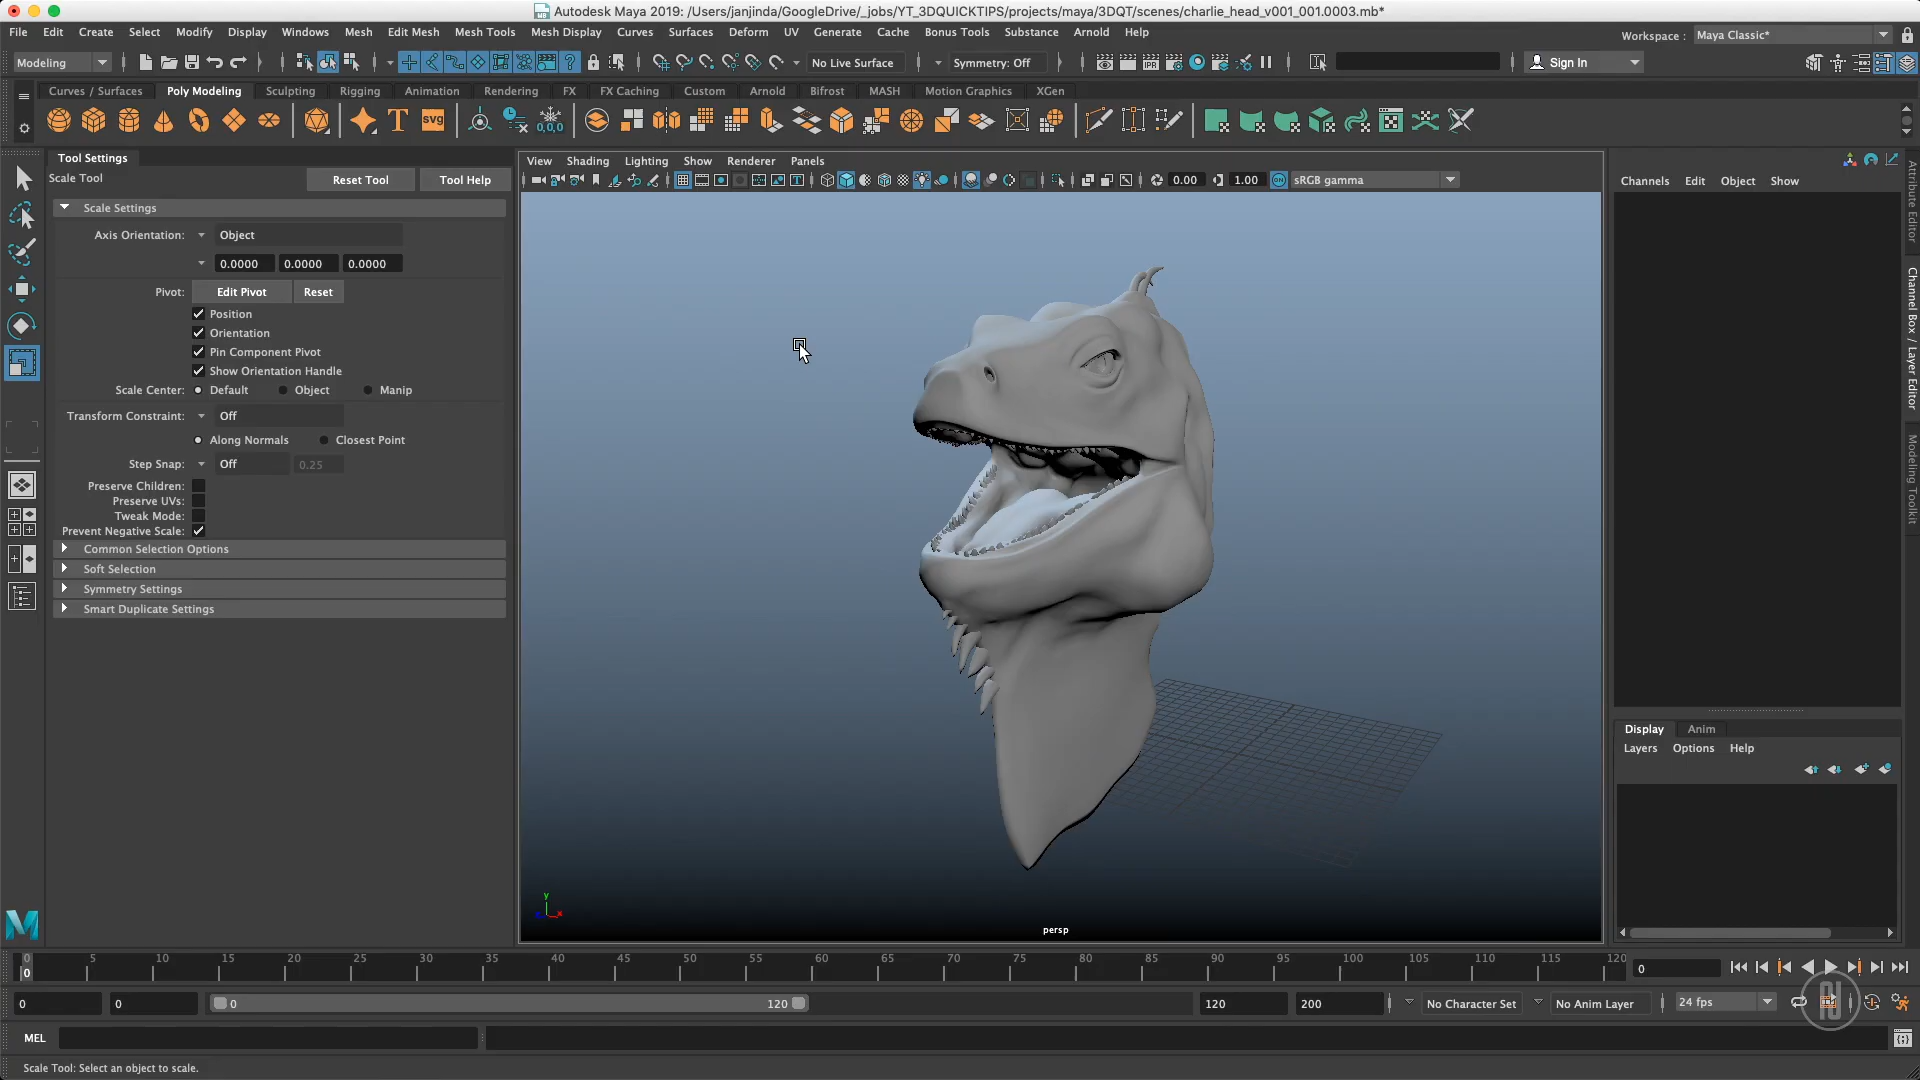 Autodesk Maya 2019: /Users/janjinda/GoogleDrive/_jobs/YT_3DQUICKTIPS/projects/maya/3DQT/scenes/charlie_head_v001_001.0003.mb*
File Edit Create Select Modify Display Windows Mesh Edit Mesh Mesh Tools Mesh Display Curves Surfaces Deform UV Generate Cache Bonus Tools Substance Arnold Help
Workspace : Maya Classic*
Modeling No Live Surface Symmetry: Off Sign In
Curves / Surfaces Poly Modeling Sculpting Rigging Animation Rendering FX FX Caching Custom Arnold Bifrost MASH Motion Graphics XGen
T svg 0,0,0
Tool Settings
Scale Tool Reset Tool Tool Help
Scale Settings
Axis Orientation: Object
0.0000 0.0000 0.0000
Pivot: Edit Pivot Reset
Position
Orientation
Pin Component Pivot
Show Orientation Handle
Scale Center: Default Object Manip
Transform Constraint: Off
Along Normals Closest Point
Step Snap: Off 0.25
Preserve Children:
Preserve UVs:
Tweak Mode:
Prevent Negative Scale:
Common Selection Options
Soft Selection
Symmetry Settings
Smart Duplicate Settings
View Shading Lighting Show Renderer Panels
0.00 1.00 ON sRGB gamma
y
x
persp
Channels Edit Object Show
Attribute Editor
Channel Box / Layer Editor
Modeling Toolkit
Display Anim
Layers Options Help
0 5 10 15 20 25 30 35 40 45 50 55 60 65 70 75 80 85 90 95 100 105 110 115 120
0 0
0 0 0 120 120 200 No Character Set No Anim Layer 24 fps
MEL
Scale Tool: Select an object to scale.